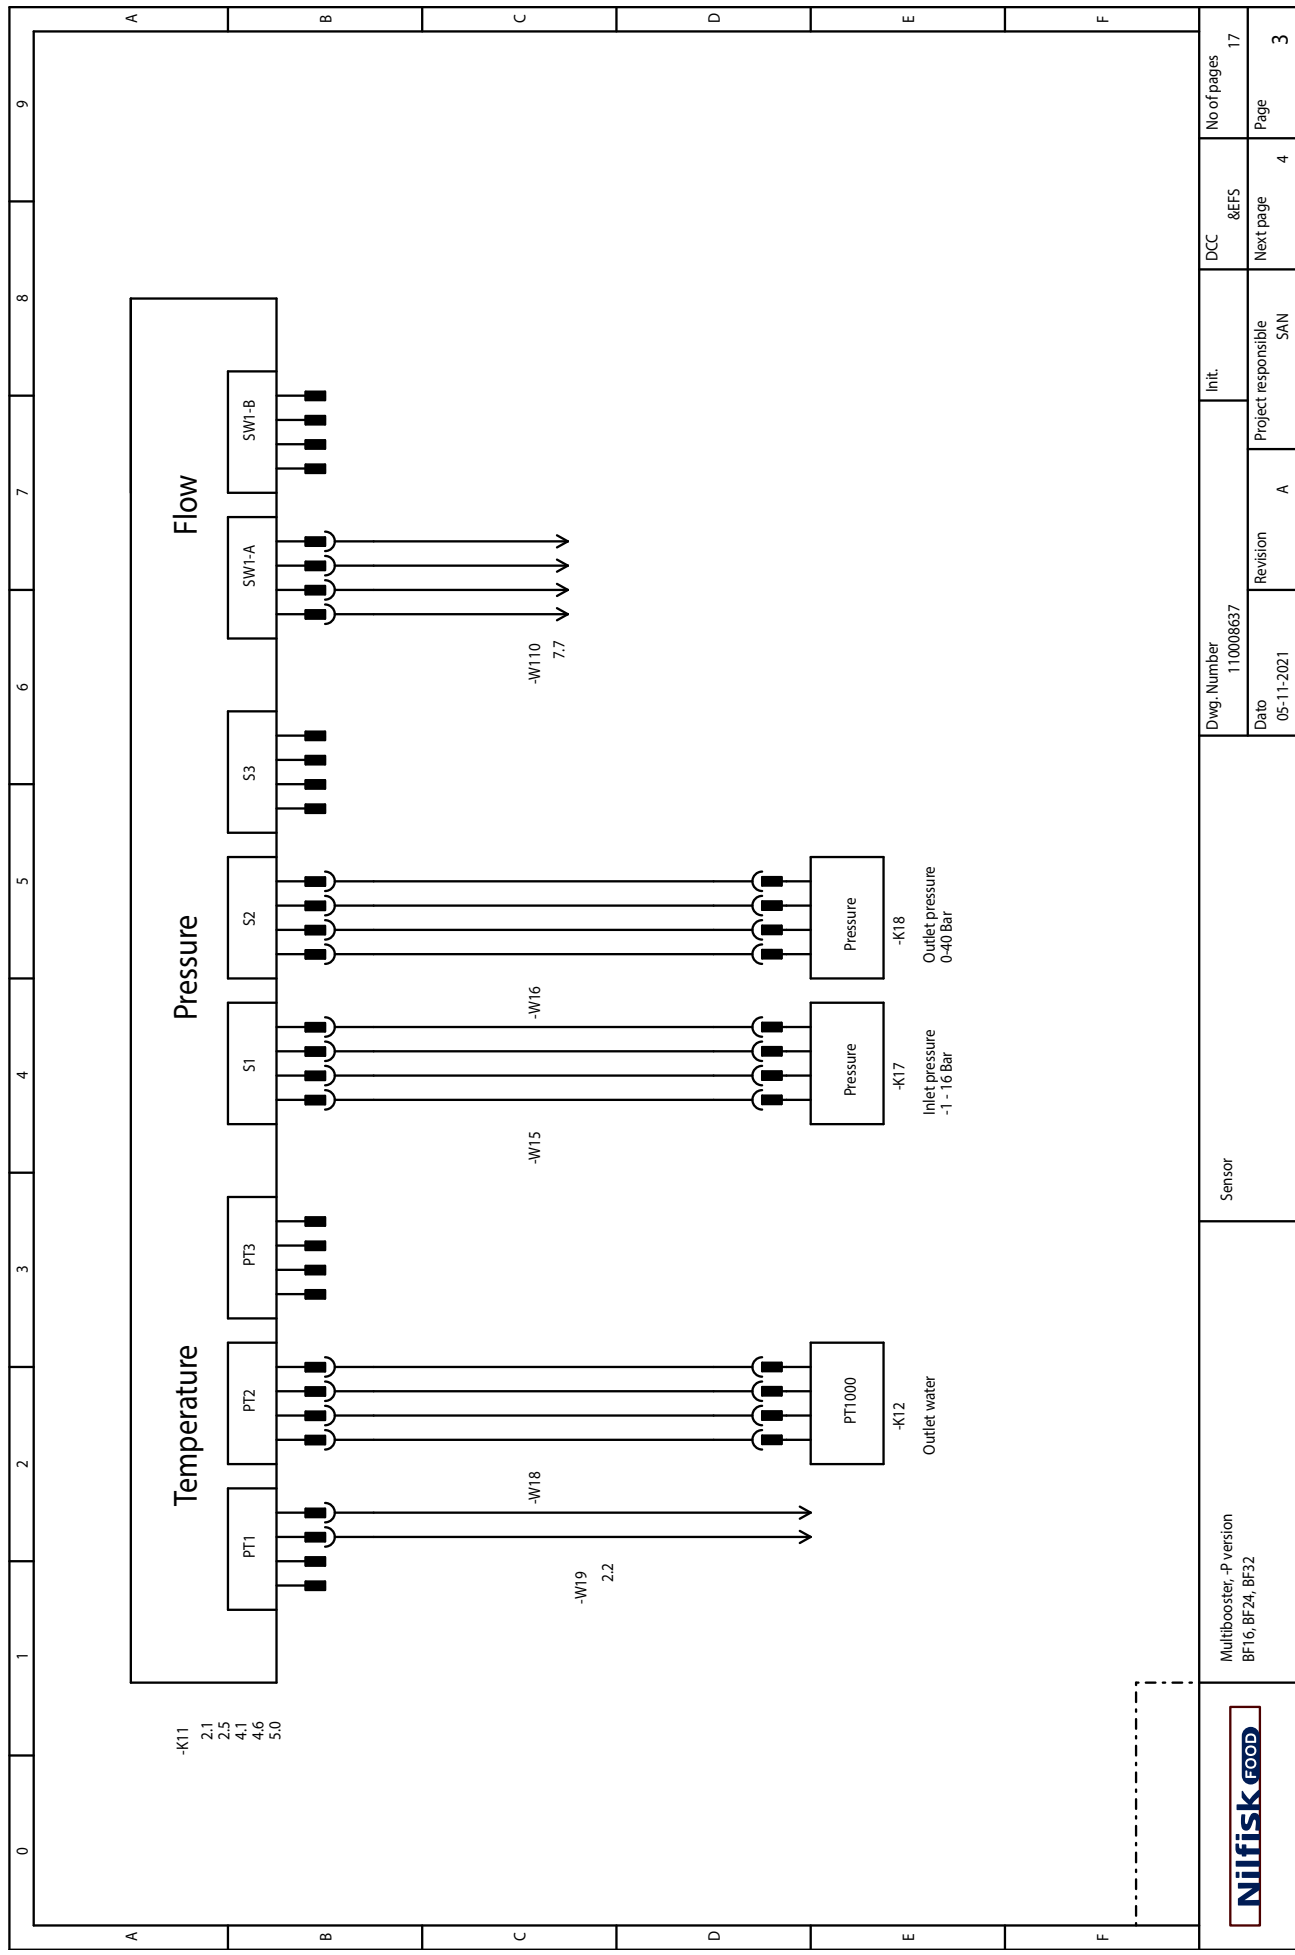 0 1 2 3 4 5 6 7 8 9
A A
B B
C C
D D
E E
F F
-K11
2.1
2.5
4.1
4.6
5.0
Temperature Pressure Flow
PT1 PT2 PT3 S1 S2 S3 SW1-A SW1-B
-W19
2.2
-W18
-W15
-W16
-W110
7.7
PT1000
-K12
Outlet water
Pressure
-K17
Inlet pressure
-1 - 16 Bar
Pressure
-K18
Outlet pressure
0-40 Bar
Nilfisk FOOD
Multibooster, -P version
BF16, BF24, BF32
Sensor
Dwg. Number
110008637
Init.
DCC
&EFS
No of pages
17
Dato
05-11-2021
Revision
A
Project responsible
SAN
Next page
4
Page
3